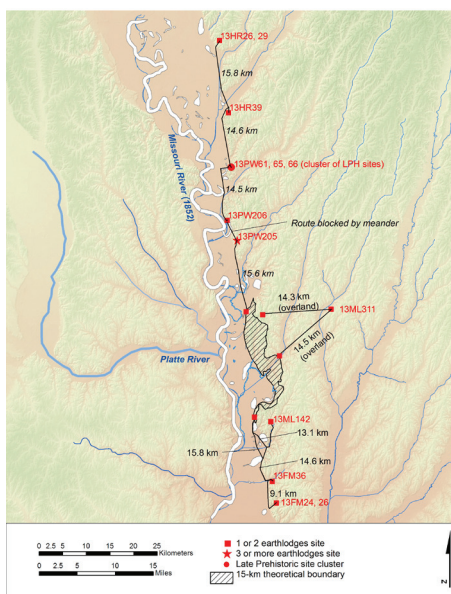 13HR26, 29
15.8 km
13HR39
14.6 km
Missouri River (1852)
13PW61, 65, 66 (cluster of LPH sites)
14.5 km
13PW206
Route blocked by meander
13PW205
15.6 km
14.3 km
(overland)
13ML311
14.5 km
(overland)
Platte River
13ML142
13.1 km
15.8 km
14.6 km
13FM36
9.1 km
13FM24, 26
0 2.5 5 10 15 20 25
Kilometers
0 2.5 5 10 15 20
Miles
1 or 2 earthlodges site
3 or more earthlodges site
Late Prehistoric site cluster
15-km theoretical boundary
N